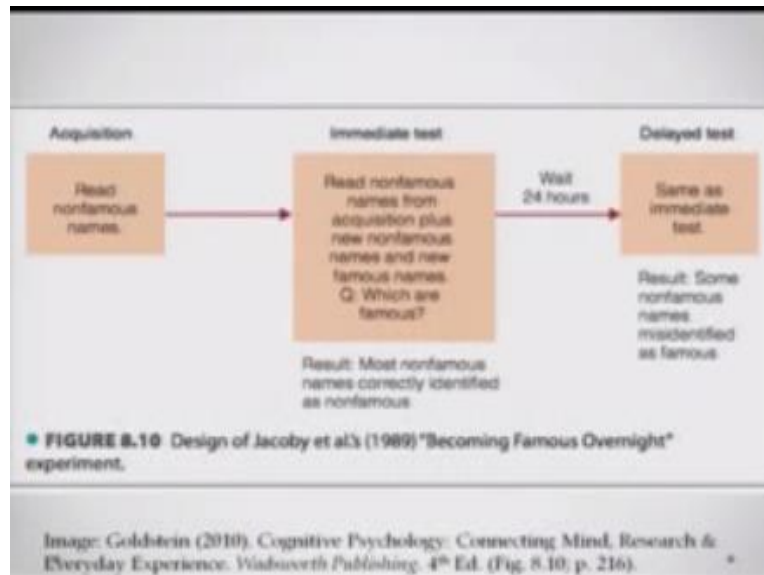 Acquisition
Immediate test
Delayed test
Read
nonfamous
names.
Read nonfamous
names from
acquisition plus
new nonfamous
names and new
famous names.
Q: Which are
famous?
Result: Most nonfamous
names correctly identified
as nonfamous
Wait
24 hours
Same as
immediate
test.
Result: Some
nonfamous
names
misidentified
as famous
• FIGURE 8.10 Design of Jacoby et al.'s (1989) "Becoming Famous Overnight"
experiment.
Image: Goldstein (2010). Cognitive Psychology: Connecting Mind, Research &
Everyday Experience. Wadsworth Publishing. 4th Ed. (Fig. 8.10; p. 216).